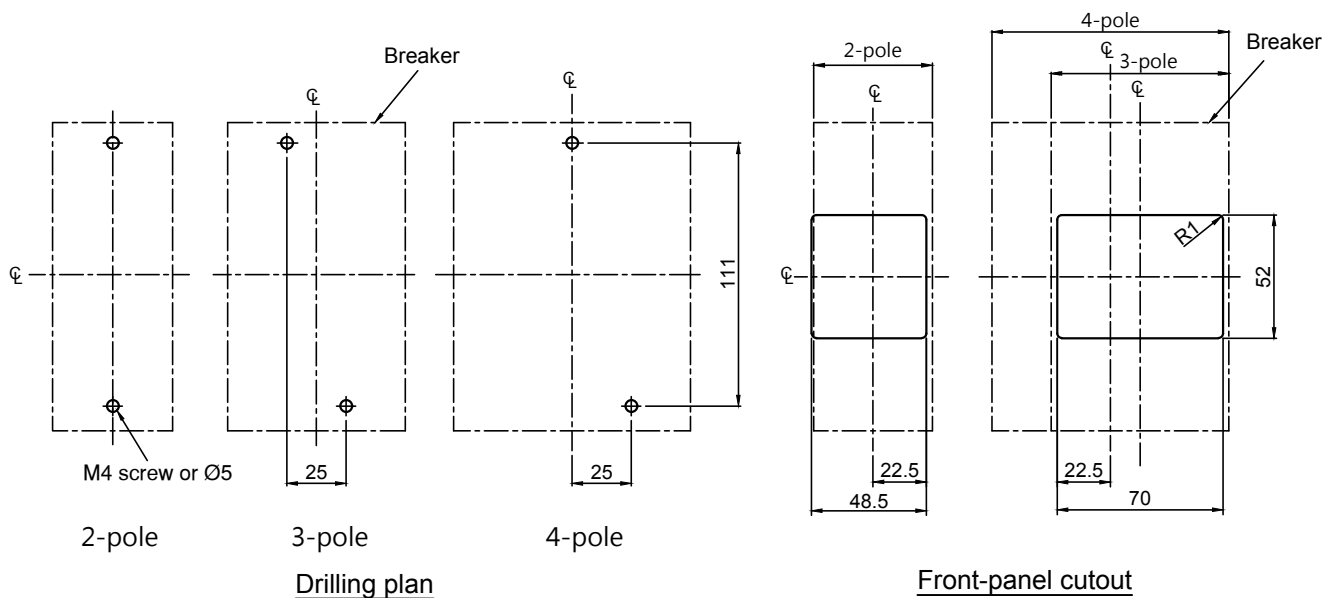 Breaker
℄
℄
℄
111
M4 screw or Ø5
25
25
2-pole
3-pole
4-pole
Drilling plan
4-pole
2-pole
℄
3-pole
Breaker
℄
℄
℄
R1
52
22.5
48.5
22.5
70
Front-panel cutout